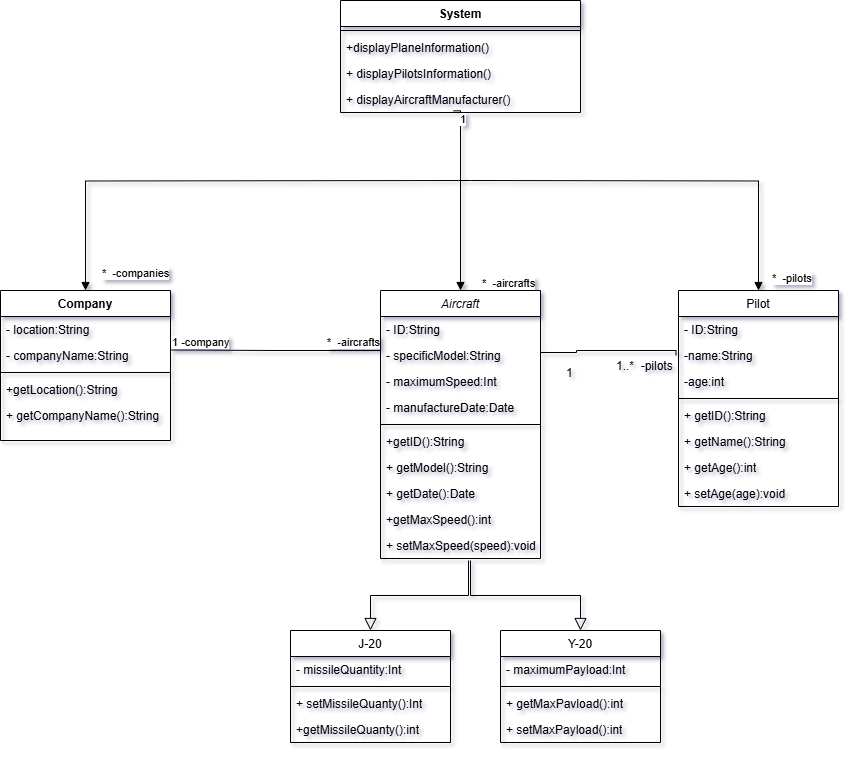 System
+displayPlaneInformation()
+ displayPilotsInformation()
+ displayAircraftManufacturer()
1
* -companies
* -aircrafts
* -pilots
Company
- location:String
- companyName:String
+getLocation():String
+ getCompanyName():String
1 -company
* -aircrafts
Aircraft
- ID:String
- specificModel:String
- maximumSpeed:Int
- manufactureDate:Date
+getID():String
+ getModel():String
+ getDate():Date
+getMaxSpeed():int
+ setMaxSpeed(speed):void
1
1..* -pilots
Pilot
- ID:String
-name:String
-age:int
+ getID():String
+ getName():String
+ getAge():int
+ setAge(age):void
J-20
- missileQuantity:Int
+ setMissileQuanty():Int
+getMissileQuanty():int
Y-20
- maximumPayload:Int
+ getMaxPayload():int
+ setMaxPayload():int